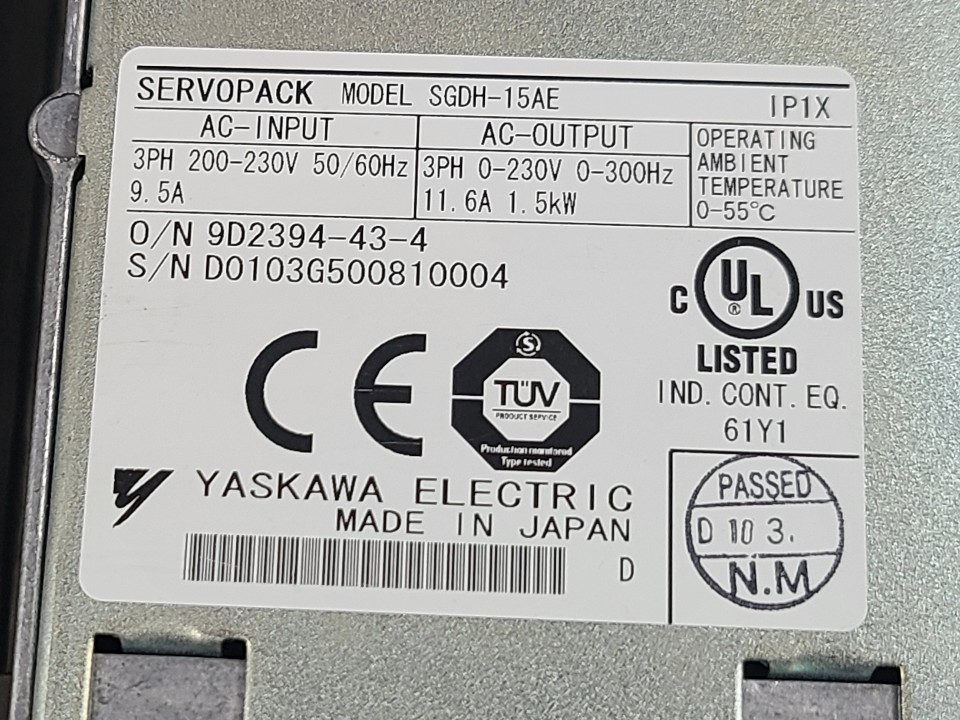 SERVOPACK MODEL SGDH-15AE
IP1X
AC-INPUT
3PH 200-230V 50/60Hz
9.5A
AC-OUTPUT
3PH 0-230V 0-300Hz
11.6A 1.5kW
OPERATING
AMBIENT
TEMPERATURE
0-55℃
O/N 9D2394-43-4
S/N D0103G500810004
C UL ® US
LISTED
IND. CONT. EQ.
61Y1
CE
S
TÜV
PRODUCT SERVICE
Production monitored
Type tested
YASKAWA ELECTRIC
MADE IN JAPAN
D
PASSED
D 10 3.
N.M